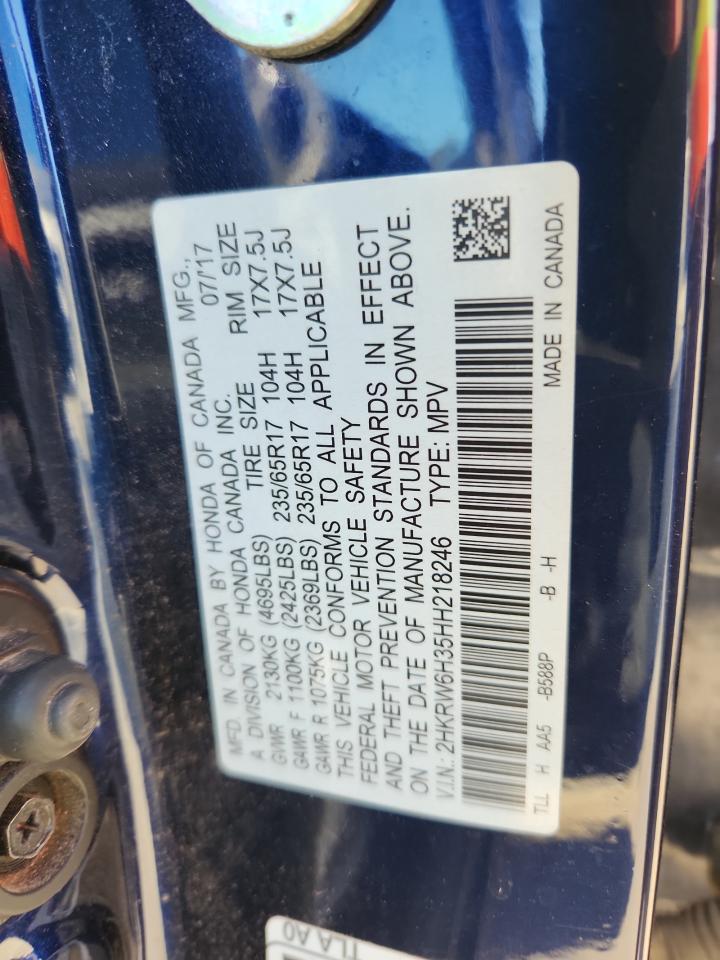 MFD. IN CANADA BY HONDA OF CANADA MFG.,
A DIVISION OF HONDA CANADA INC. 07/'17
GVWR 2130KG (4695LBS) TIRE SIZE RIM SIZE
GAWR F 1100KG (2425LBS) 235/65R17 104H 17X7.5J
GAWR R 1075KG (2369LBS) 235/65R17 104H 17X7.5J
THIS VEHICLE CONFORMS TO ALL APPLICABLE
FEDERAL MOTOR VEHICLE SAFETY
AND THEFT PREVENTION STANDARDS IN EFFECT
ON THE DATE OF MANUFACTURE SHOWN ABOVE.
V.I.N.: 2HKRW6H35HH218246 TYPE: MPV
TLL H AA5 -B588P -B -H MADE IN CANADA
TLA A0